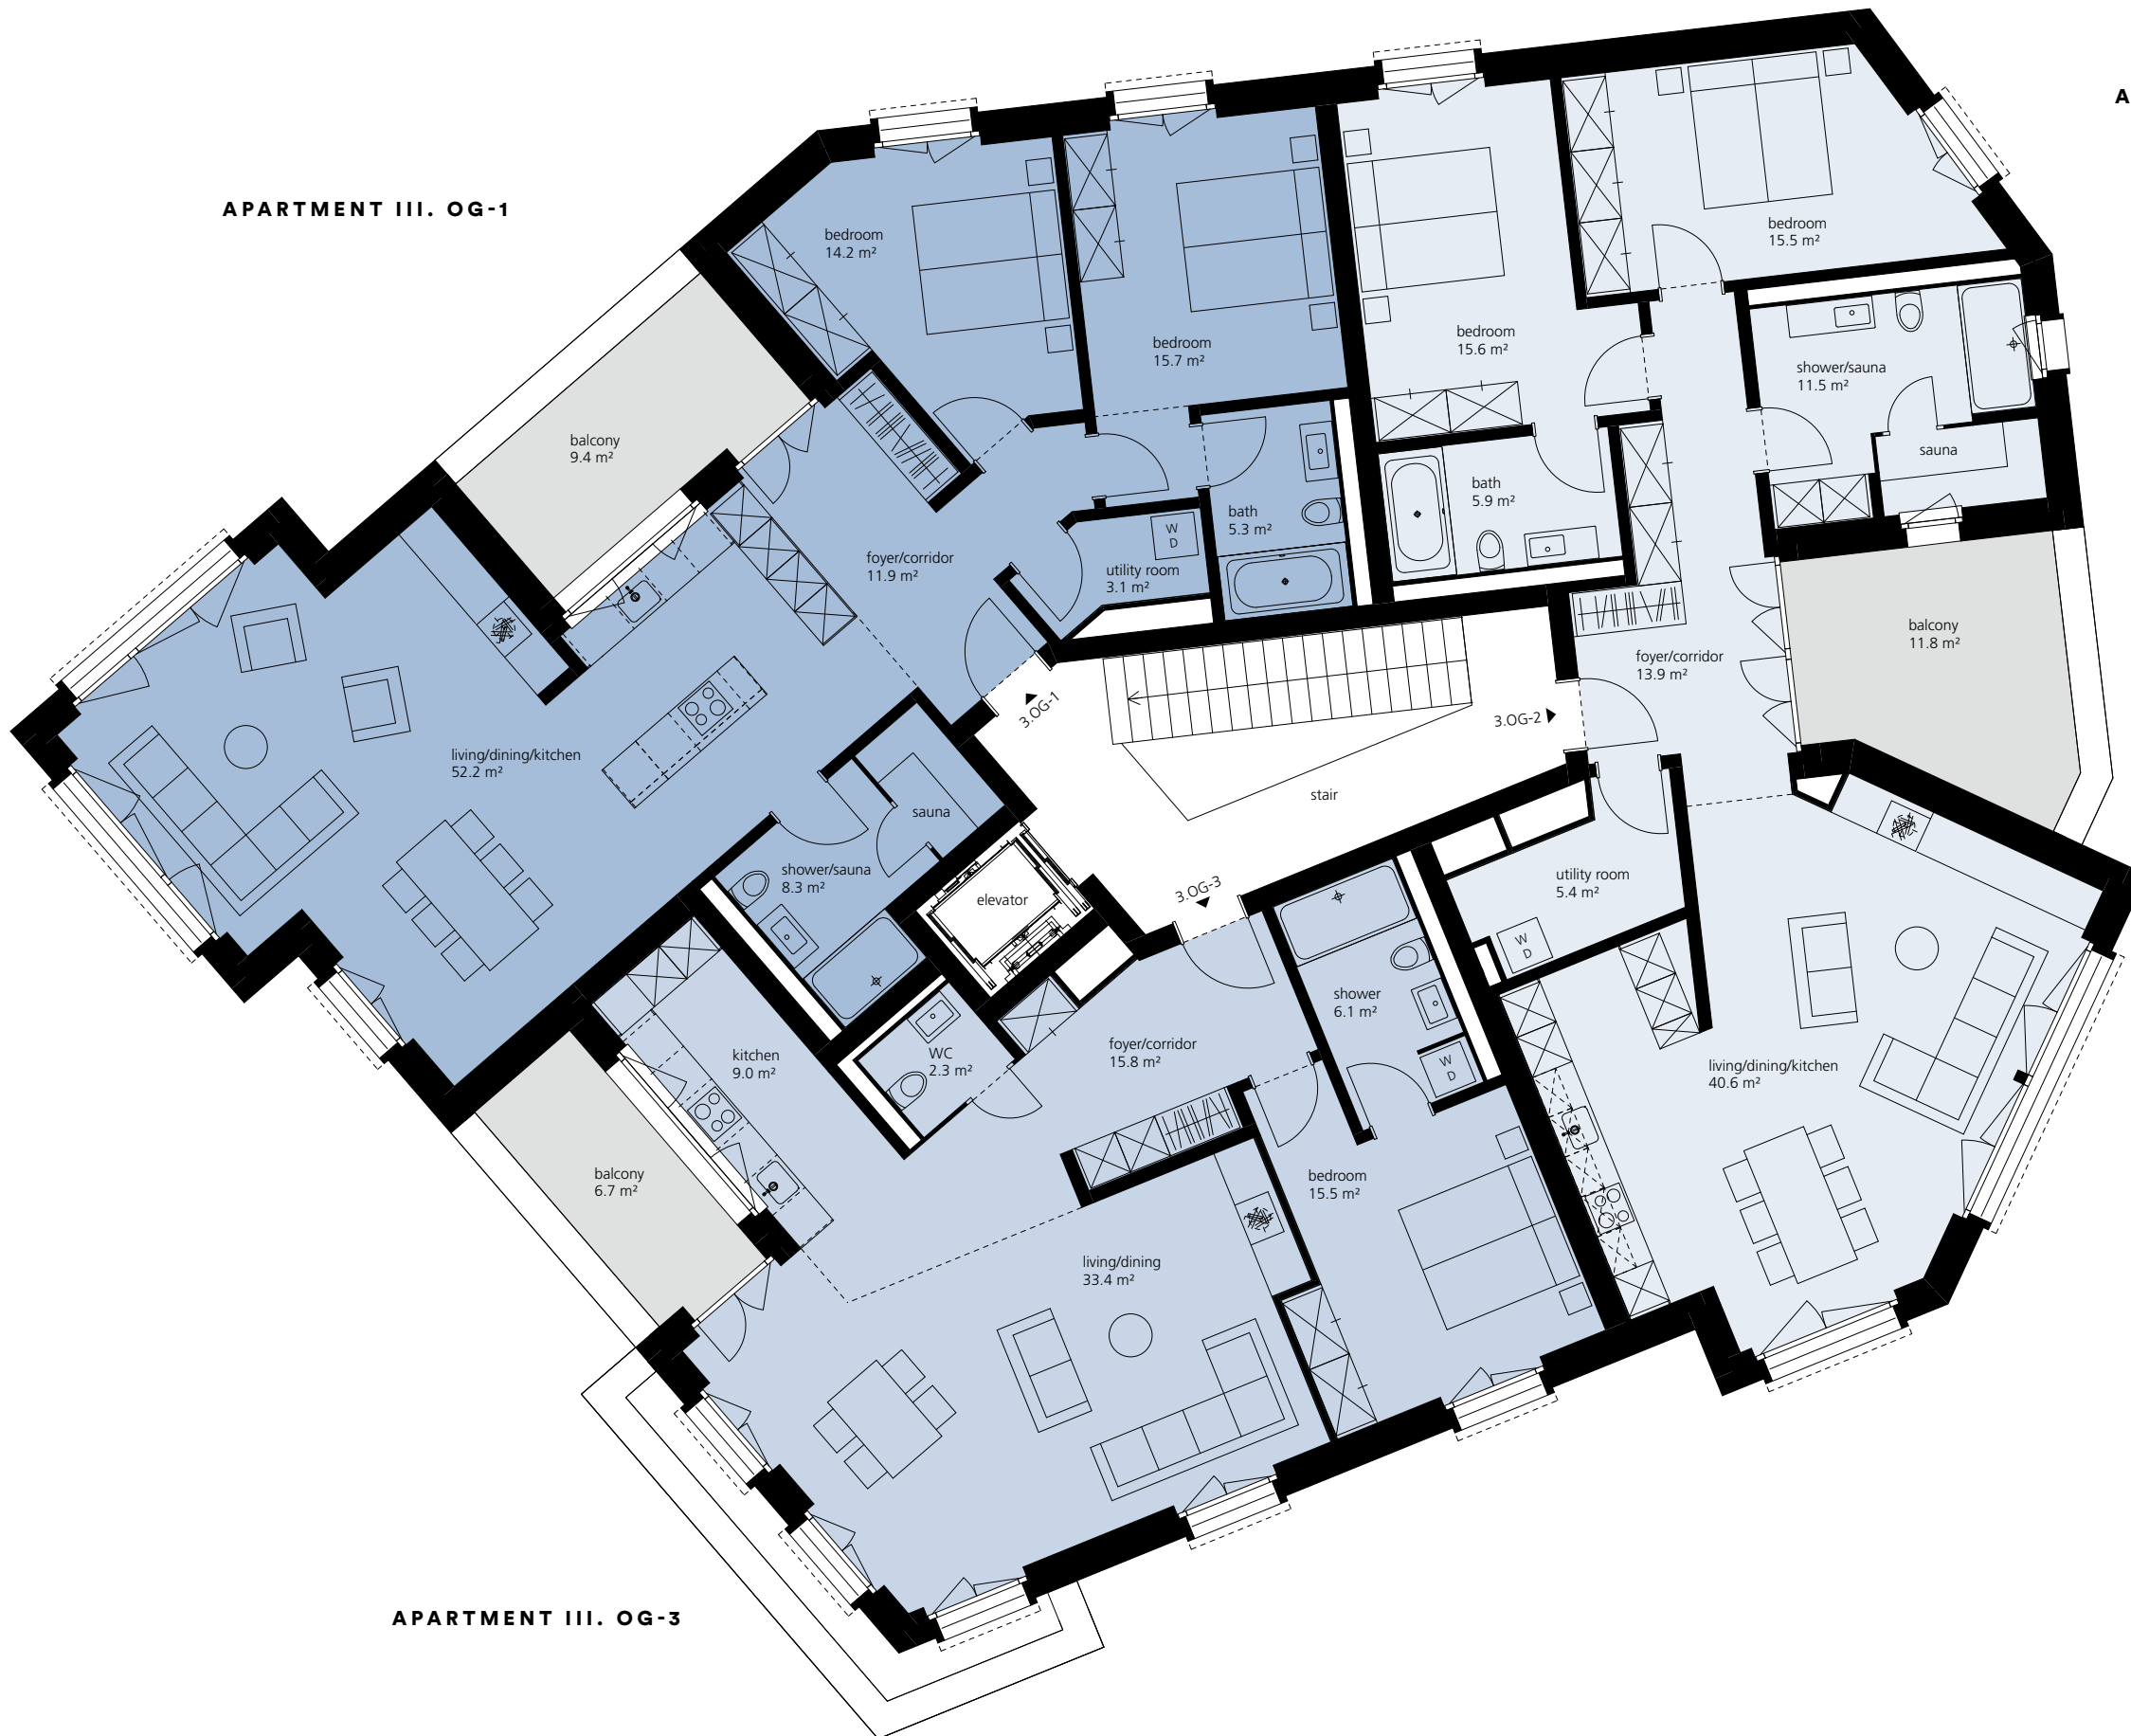 A
APARTMENT III. OG-1
bedroom
14.2 m²
bedroom
15.7 m²
bedroom
15.6 m²
bedroom
15.5 m²
shower/sauna
11.5 m²
sauna
balcony
9.4 m²
foyer/corridor
11.9 m²
W
D
utility room
3.1 m²
bath
5.3 m²
bath
5.9 m²
balcony
11.8 m²
foyer/corridor
13.9 m²
3.OG-1
3.OG-2
living/dining/kitchen
52.2 m²
stair
sauna
shower/sauna
8.3 m²
elevator
3.OG-3
utility room
5.4 m²
W
D
shower
6.1 m²
W
D
kitchen
9.0 m²
WC
2.3 m²
foyer/corridor
15.8 m²
living/dining/kitchen
40.6 m²
balcony
6.7 m²
bedroom
15.5 m²
living/dining
33.4 m²
APARTMENT III. OG-3